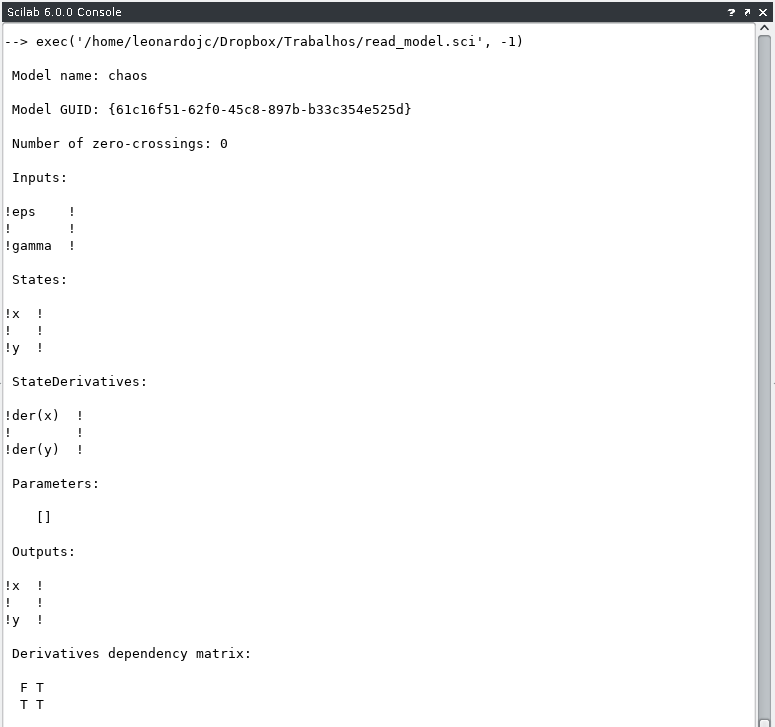 Scilab 6.0.0 Console
--> exec('/home/leonardojc/Dropbox/Trabalhos/read_model.sci', -1)
Model name: chaos
Model GUID: {61c16f51-62f0-45c8-897b-b33c354e525d}
Number of zero-crossings: 0
Inputs:
!eps    !
!       !
!gamma  !
States:
!x  !
!   !
!y  !
StateDerivatives:
!der(x)  !
!        !
!der(y)  !
Parameters:
[]
Outputs:
!x  !
!   !
!y  !
Derivatives dependency matrix:
F T
T T